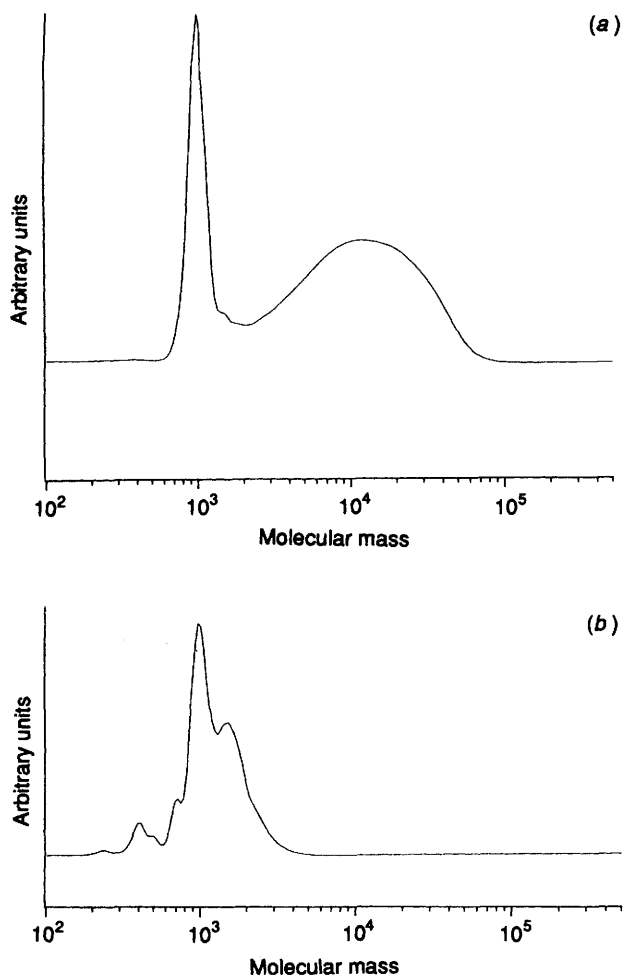 (a)
Arbitrary units
10² 10³ 10⁴ 10⁵
Molecular mass
(b)
Arbitrary units
10² 10³ 10⁴ 10⁵
Molecular mass